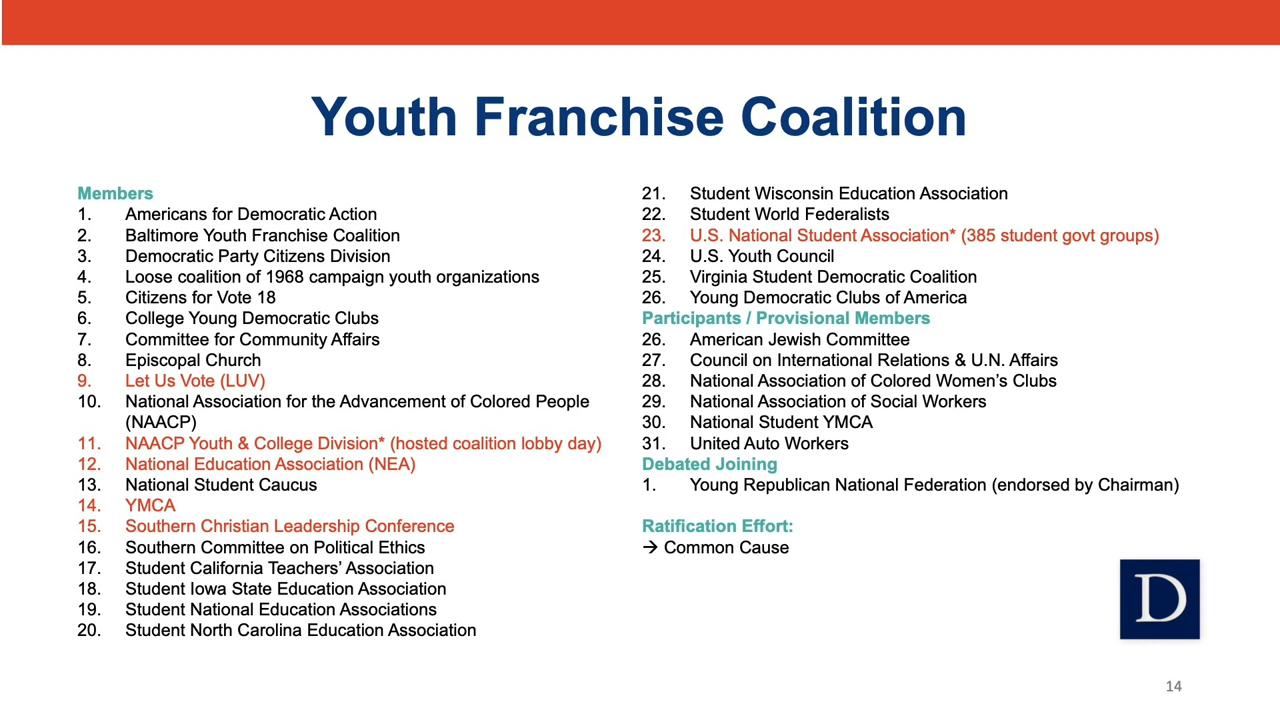 Youth Franchise Coalition
Members
1. Americans for Democratic Action
2. Baltimore Youth Franchise Coalition
3. Democratic Party Citizens Division
4. Loose coalition of 1968 campaign youth organizations
5. Citizens for Vote 18
6. College Young Democratic Clubs
7. Committee for Community Affairs
8. Episcopal Church
9. Let Us Vote (LUV)
10. National Association for the Advancement of Colored People
(NAACP)
11. NAACP Youth & College Division* (hosted coalition lobby day)
12. National Education Association (NEA)
13. National Student Caucus
14. YMCA
15. Southern Christian Leadership Conference
16. Southern Committee on Political Ethics
17. Student California Teachers’ Association
18. Student Iowa State Education Association
19. Student National Education Associations
20. Student North Carolina Education Association
21. Student Wisconsin Education Association
22. Student World Federalists
23. U.S. National Student Association* (385 student govt groups)
24. U.S. Youth Council
25. Virginia Student Democratic Coalition
26. Young Democratic Clubs of America
Participants / Provisional Members
26. American Jewish Committee
27. Council on International Relations & U.N. Affairs
28. National Association of Colored Women’s Clubs
29. National Association of Social Workers
30. National Student YMCA
31. United Auto Workers
Debated Joining
1. Young Republican National Federation (endorsed by Chairman)
Ratification Effort:
→ Common Cause
D
14